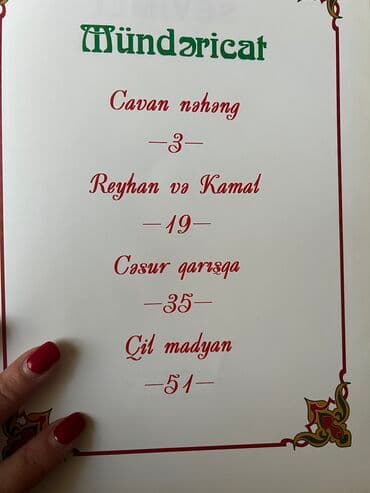 Mündəricat
Cavan nəhəng
—3—
Reyhan və Kamal
—19—
Cəsur qarışqa
—35—
Çil madyan
—51—